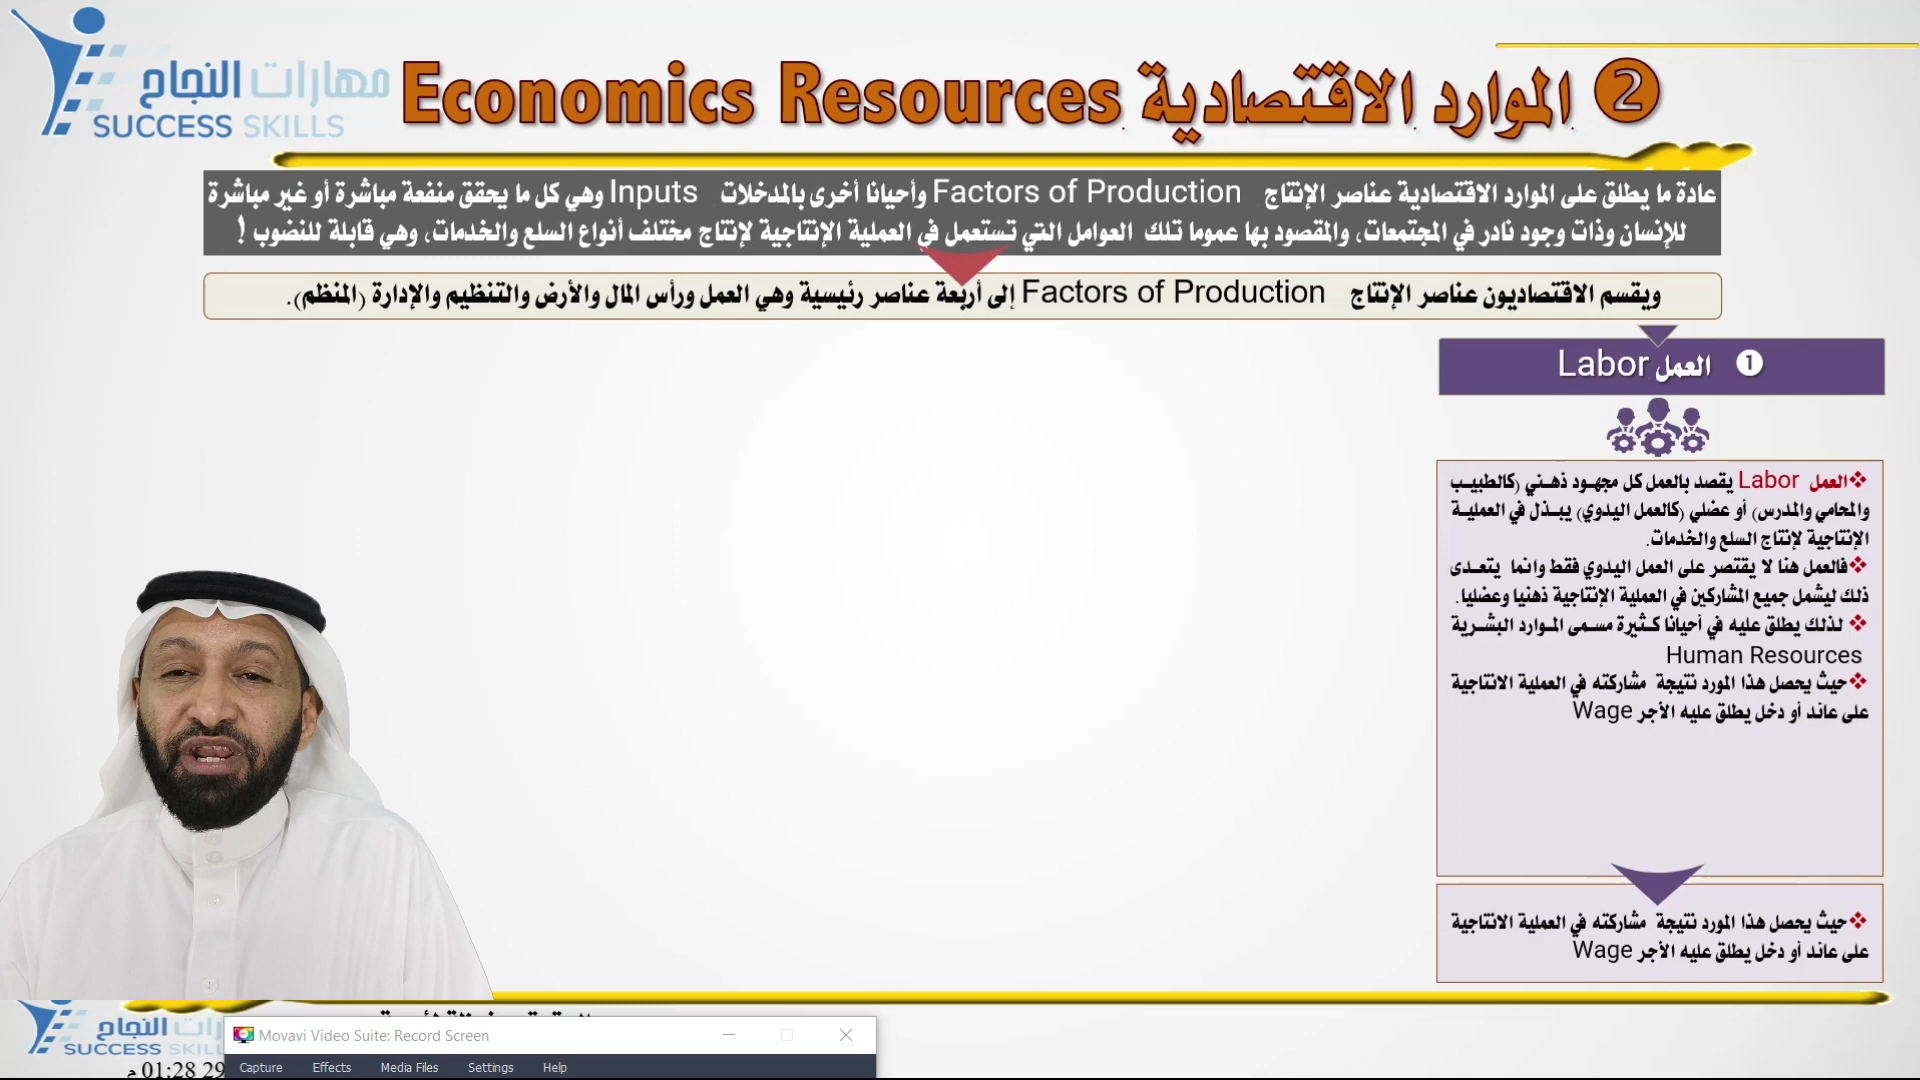 مهارات النجاح
SUCCESS SKILLS
❷ الموارد الاقتصادية Economics Resources
عادة ما يطلق على الموارد الاقتصادية عناصر الإنتاج Factors of Production وأحيانا أخرى بالمدخلات Inputs وهي كل ما يحقق منفعة مباشرة أو غير مباشرة
للإنسان وذات وجود نادر في المجتمعات، والمقصود بها عموما تلك العوامل التي تستعمل في العملية الإنتاجية لإنتاج مختلف أنواع السلع والخدمات، وهي قابلة للنضوب !
ويقسم الاقتصاديون عناصر الإنتاج Factors of Production إلى أربعة عناصر رئيسية وهي العمل ورأس المال والأرض والتنظيم والإدارة (المنظم).
❶ العمل Labor
❖العمل Labor يقصد بالعمل كل مجهود ذهني (كالطبيب
والمحامي والمدرس) أو عضلي (كالعمل اليدوي) يبذل في العملية
الإنتاجية لإنتاج السلع والخدمات.
❖فالعمل هنا لا يقتصر على العمل اليدوي فقط وانما يتعدى
ذلك ليشمل جميع المشاركين في العملية الإنتاجية ذهنيا وعضليا.
❖ لذلك يطلق عليه في أحيانا كثيرة مسمى الموارد البشرية
Human Resources
❖حيث يحصل هذا المورد نتيجة مشاركته في العملية الانتاجية
على عائد أو دخل يطلق عليه الأجر Wage
❖حيث يحصل هذا المورد نتيجة مشاركته في العملية الانتاجية
على عائد أو دخل يطلق عليه الأجر Wage
رات النجاح
SUCCESS SKILL
01:28 29 م
Movavi Video Suite: Record Screen
Capture Effects Media Files Settings Help